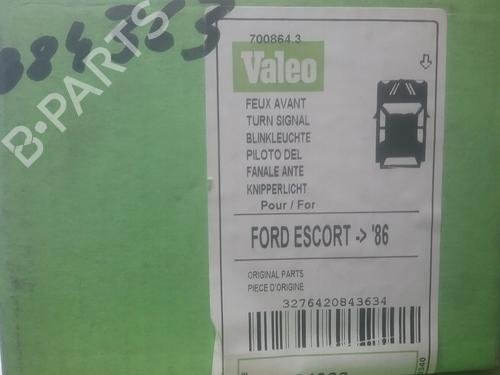 084363
B-PARTS
700864.3
Valeo
FEUX AVANT
TURN SIGNAL
BLINKLEUCHTE
PILOTO DEL
FANALE ANTE
KNIPPERLICHT
Pour / For
FORD ESCORT -> '86
ORIGINAL PARTS
PIECE D'ORIGINE
3276420843634